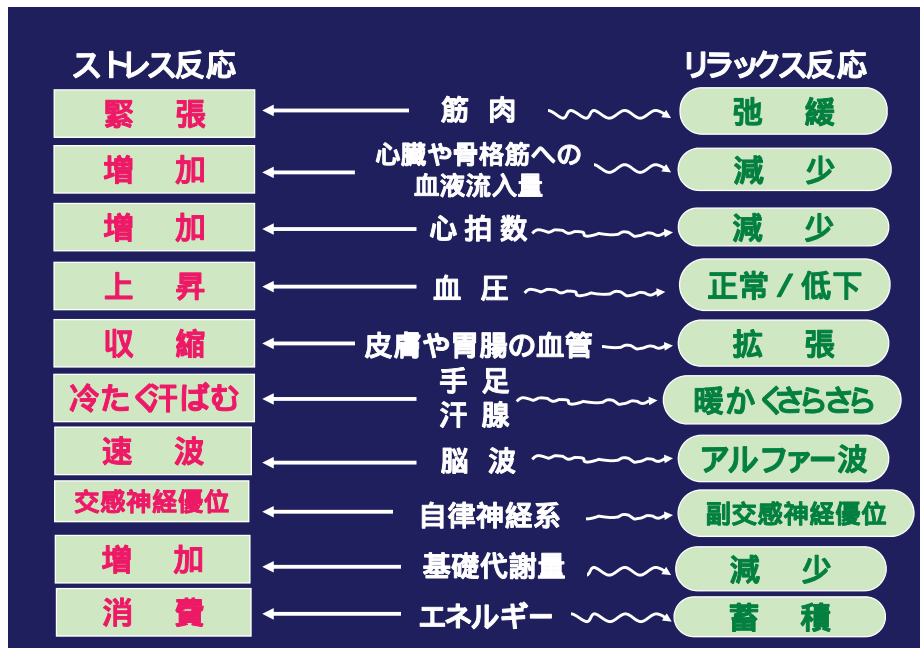 ストレス反応 リラックス反応
緊張 筋肉 弛緩
増加 心臓や骨格筋への 減少
血液流入量
増加 心拍数 減少
上昇 血圧 正常/低下
収縮 皮膚や胃腸の血管 拡張
手足
冷たく汗ばむ 暖かくさらさら
汗腺
速波 脳波 アルファー波
交感神経優位 自律神経系 副交感神経優位
増加 基礎代謝量 減少
消費 エネルギー 蓄積